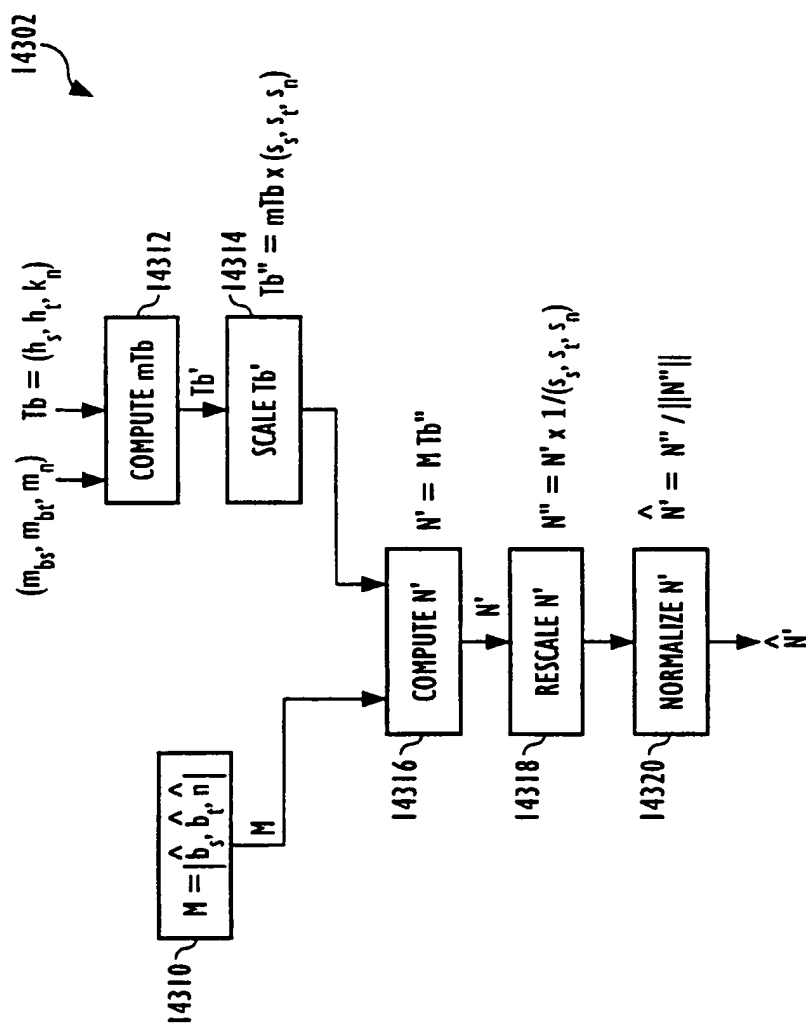 14302
(m_bs, m_bt, m_n)
Tb = (h_s, h_t, k_n)
14312
COMPUTE mTb
Tb'
14314
SCALE Tb'
Tb" = mTb x (s_s, s_t, s_n)
M = |b̂_s, b̂_t, n̂|
14310
M
COMPUTE N'
N' = M Tb"
14316
N'
RESCALE N'
N" = N' x 1/(s_s, s_t, s_n)
14318
NORMALIZE N'
N̂' = N" / ||N"||
14320
N̂'